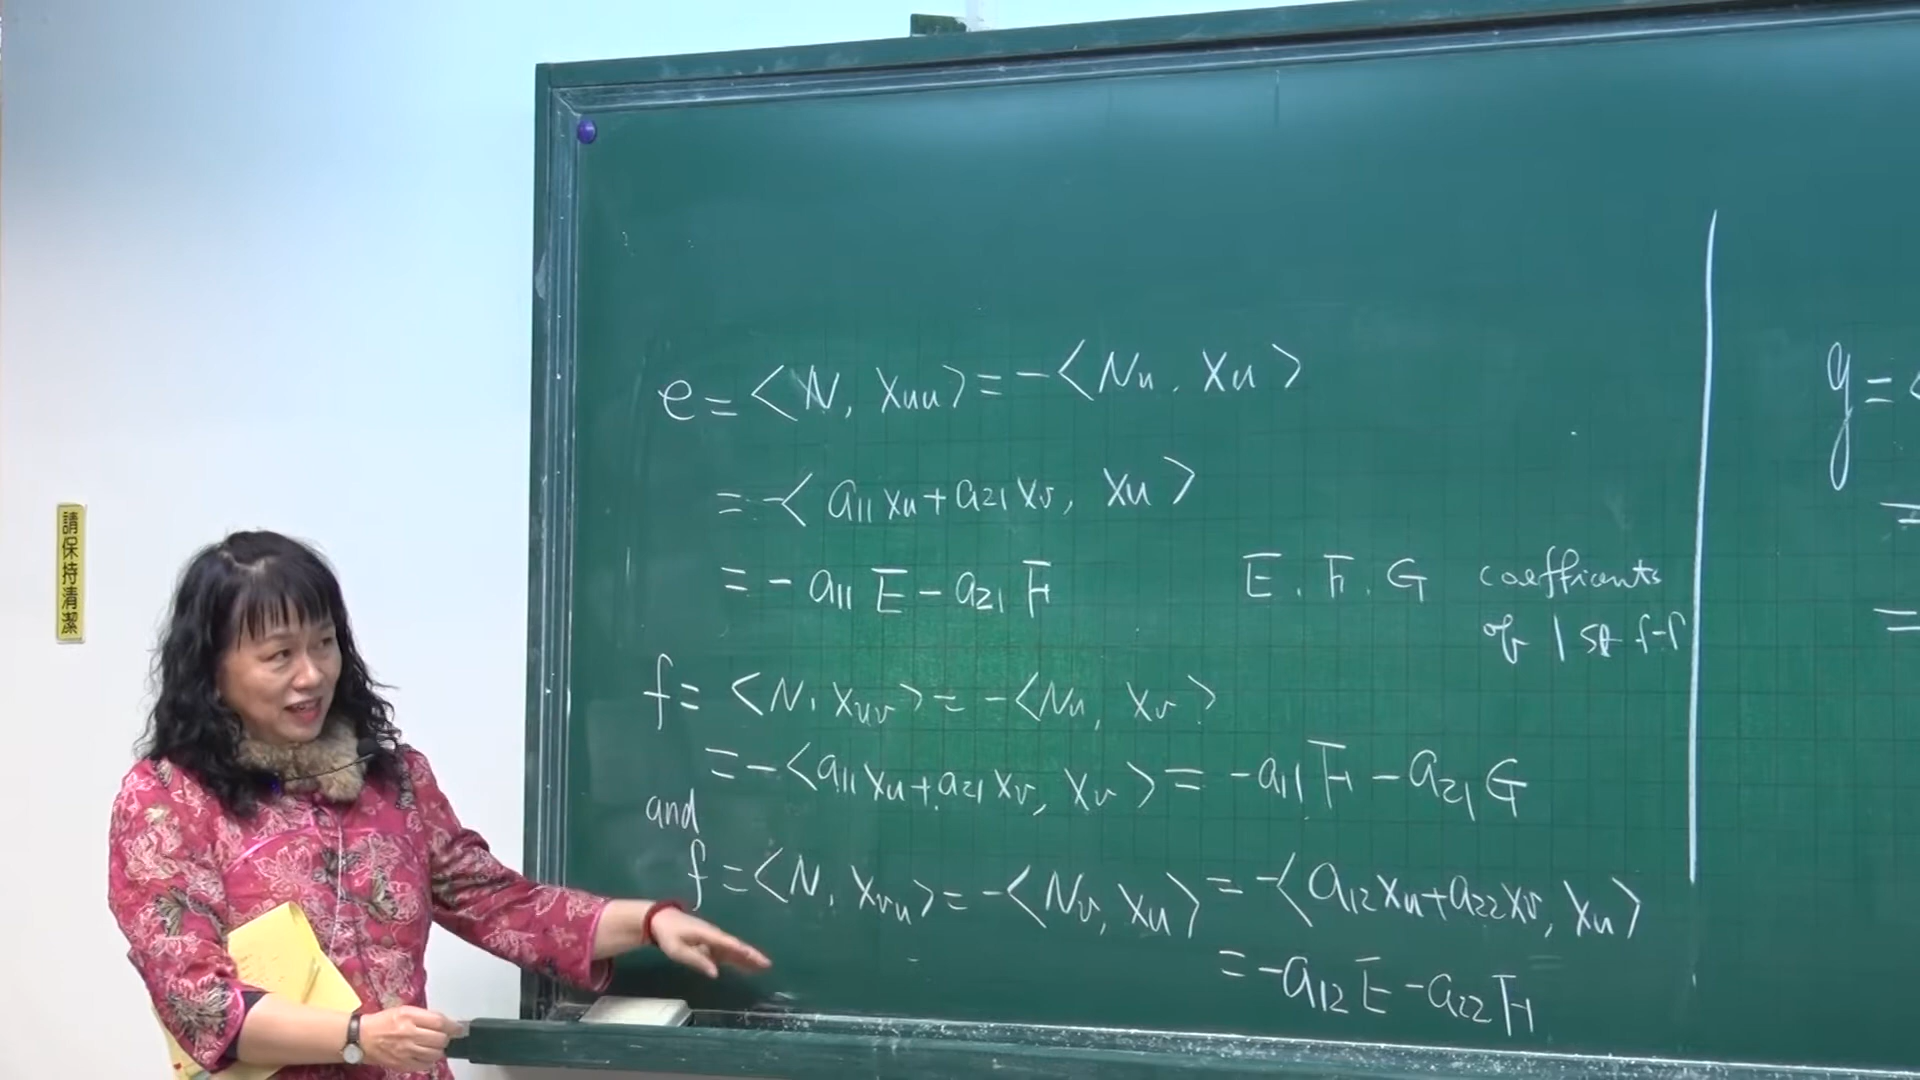 請保持清潔
e = <N, Xuu> = -<Nu, Xu>
= -< a11 Xu + a21 Xv, Xu >
= - a11 E - a21 F
E, F, G coefficients
of 1st f.f
f = <N, Xuv> = -<Nu, Xv>
= -<a11 Xu + a21 Xv, Xv> = -a11 F - a21 G
and
f = <N, Xvu> = -<Nv, Xu> = -<a12 Xu + a22 Xv, Xu>
= -a12 E - a22 F
g = <
=
=